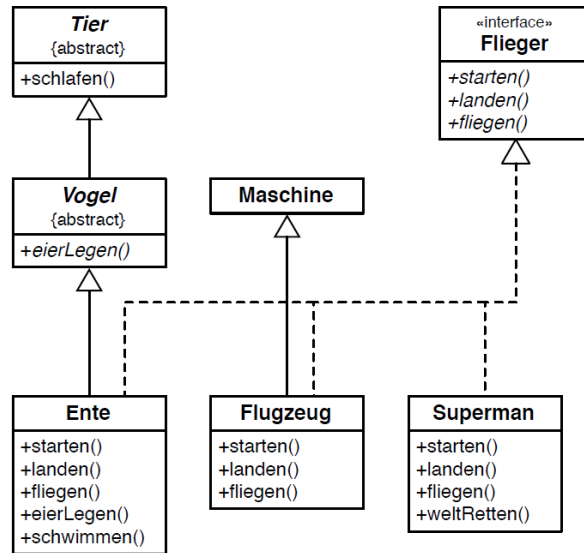 Tier
{abstract}
+schlafen()
«interface»
Flieger
+starten()
+landen()
+fliegen()
Vogel
{abstract}
+eierLegen()
Maschine
Ente
+starten()
+landen()
+fliegen()
+eierLegen()
+schwimmen()
Flugzeug
+starten()
+landen()
+fliegen()
Superman
+starten()
+landen()
+fliegen()
+weltRetten()